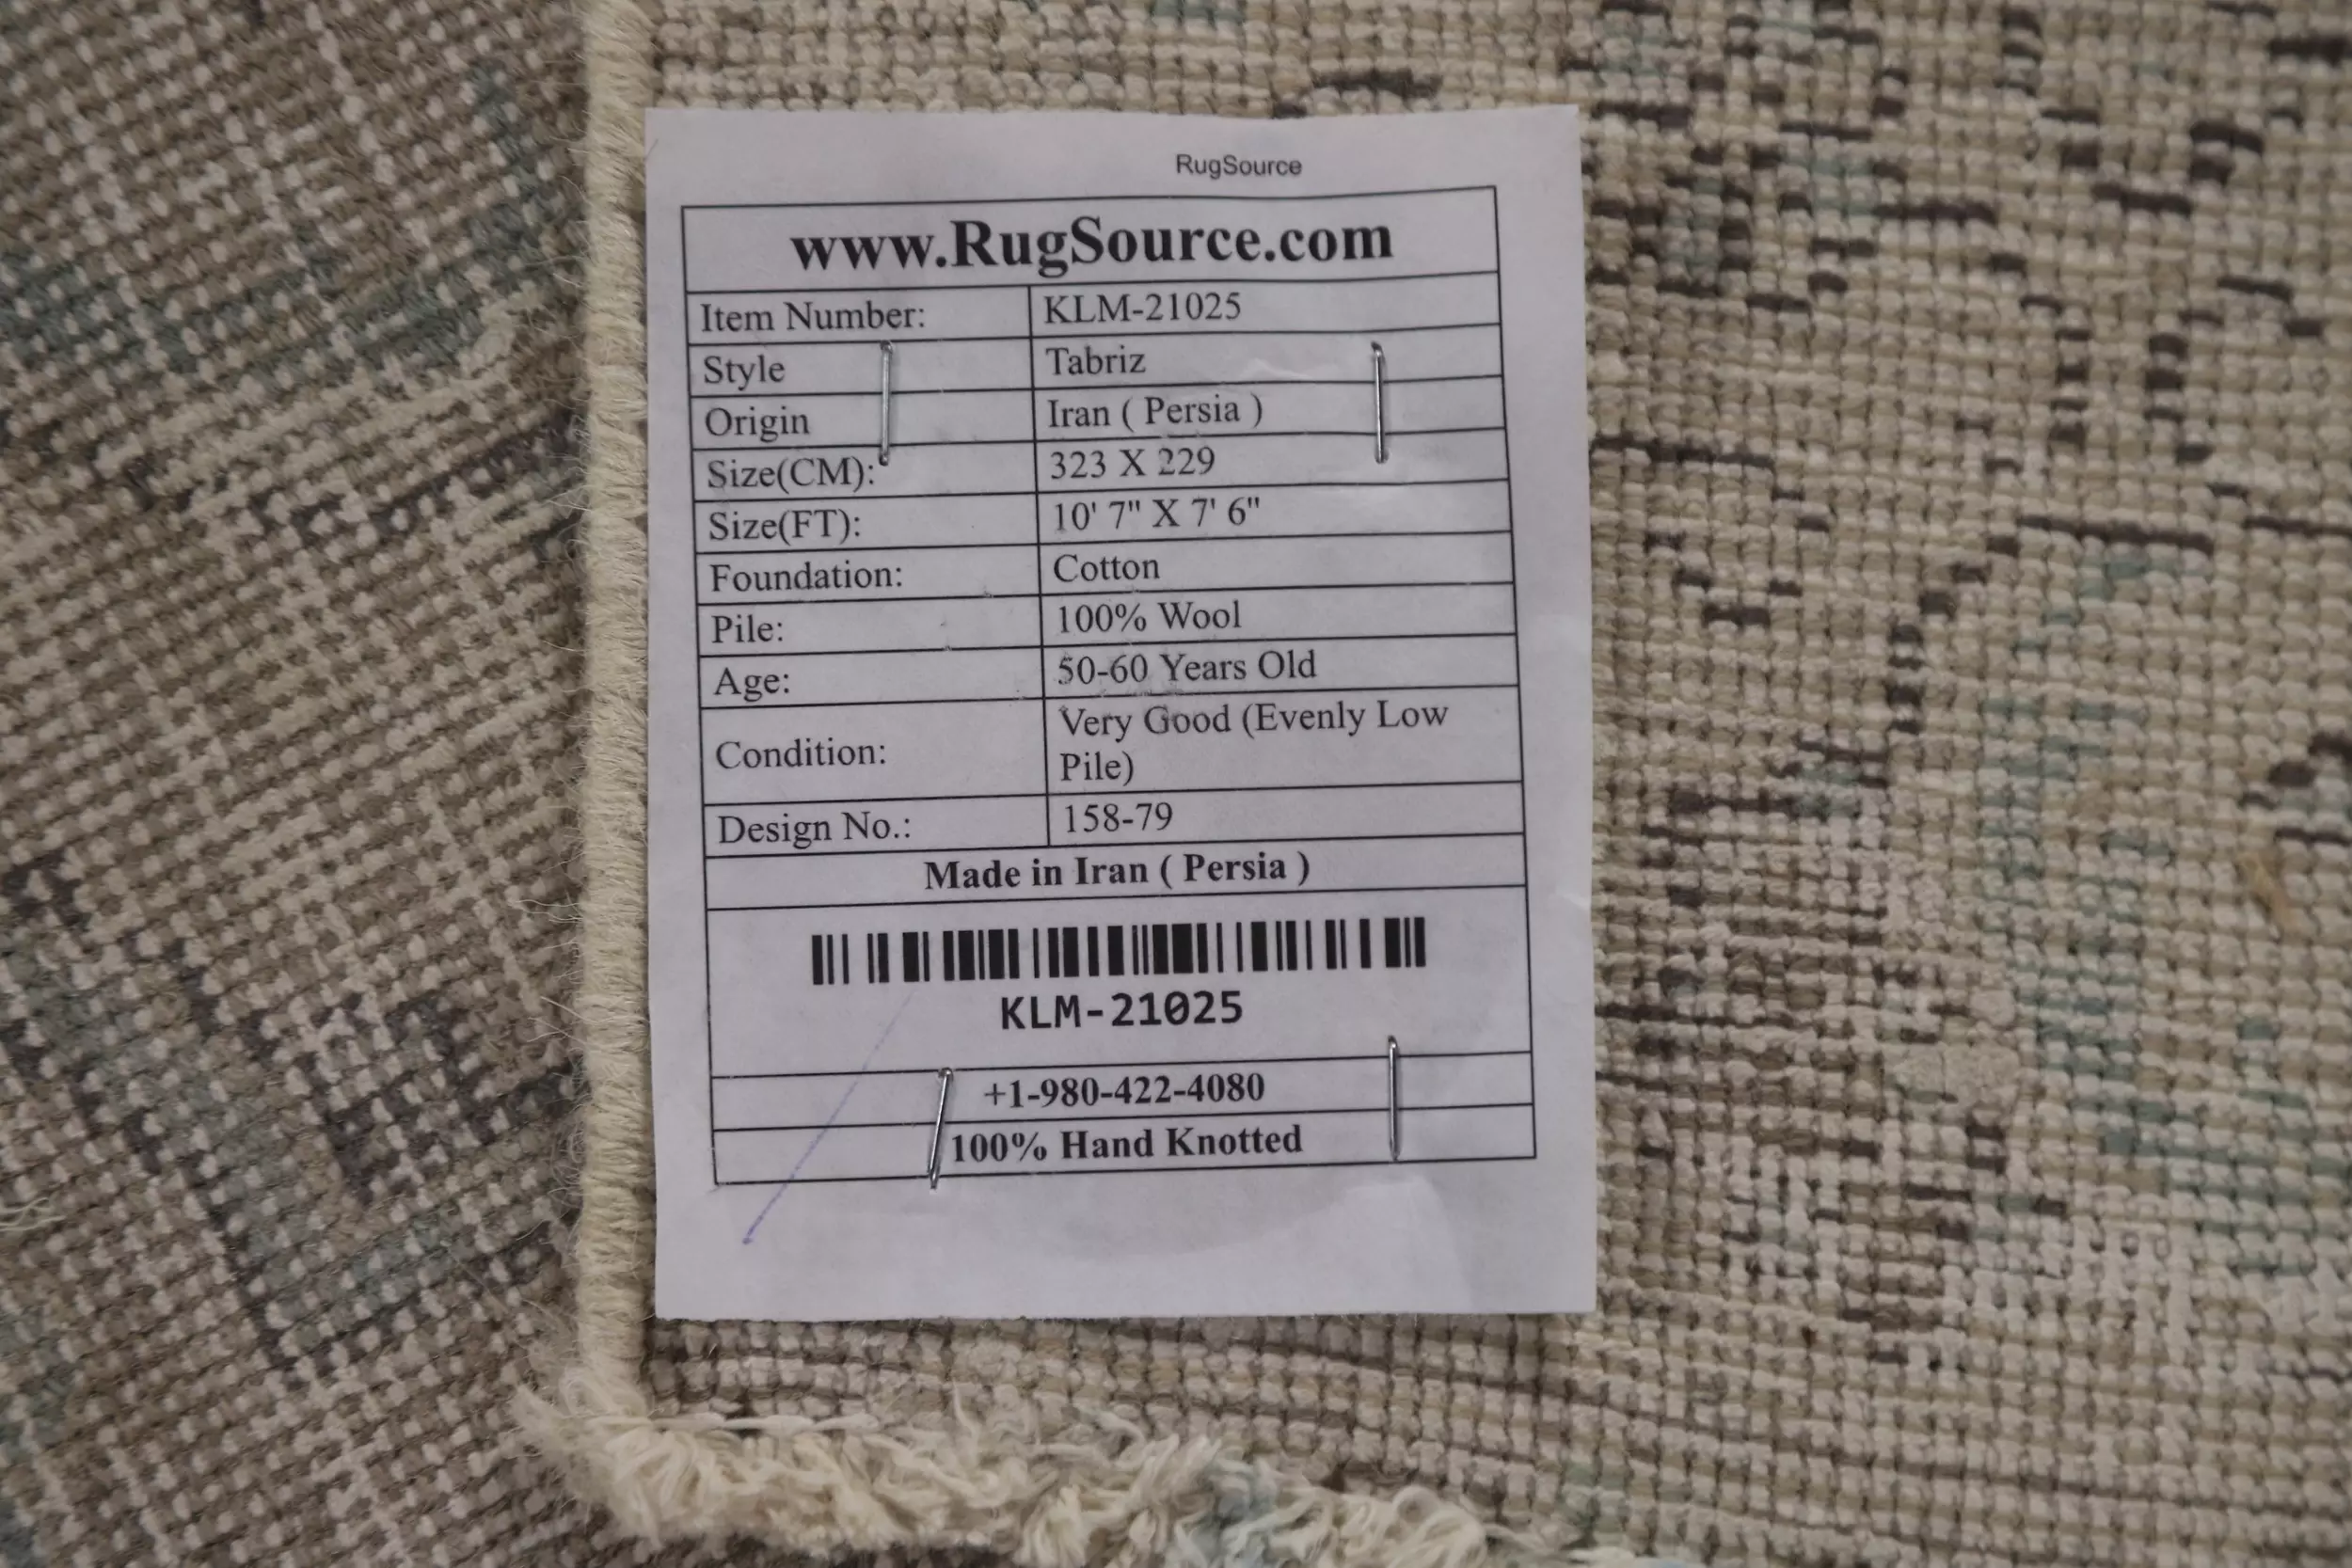 RugSource
www.RugSource.com
Item Number: KLM-21025
Style Tabriz
Origin Iran ( Persia )
Size(CM): 323 X 229
Size(FT): 10' 7" X 7' 6"
Foundation: Cotton
Pile: 100% Wool
Age: 50-60 Years Old
Condition: Very Good (Evenly Low
Pile)
Design No.: 158-79
Made in Iran ( Persia )
KLM-21025
+1-980-422-4080
100% Hand Knotted